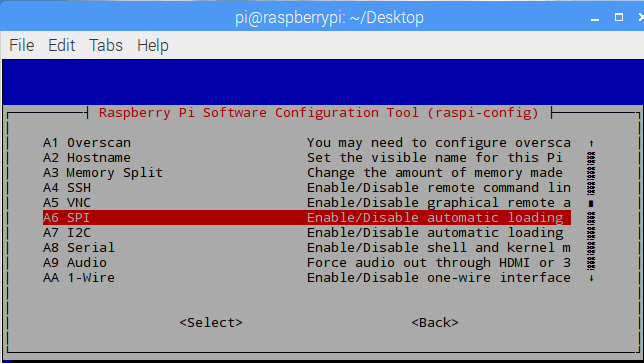 pi@raspberrypi: ~/Desktop
File Edit Tabs Help
Raspberry Pi Software Configuration Tool (raspi-config)
A1 Overscan You may need to configure oversca
A2 Hostname Set the visible name for this Pi
A3 Memory Split Change the amount of memory made
A4 SSH Enable/Disable remote command lin
A5 VNC Enable/Disable graphical remote a
A6 SPI Enable/Disable automatic loading
A7 I2C Enable/Disable automatic loading
A8 Serial Enable/Disable shell and kernel m
A9 Audio Force audio out through HDMI or 3
AA 1-Wire Enable/Disable one-wire interface
<Select> <Back>